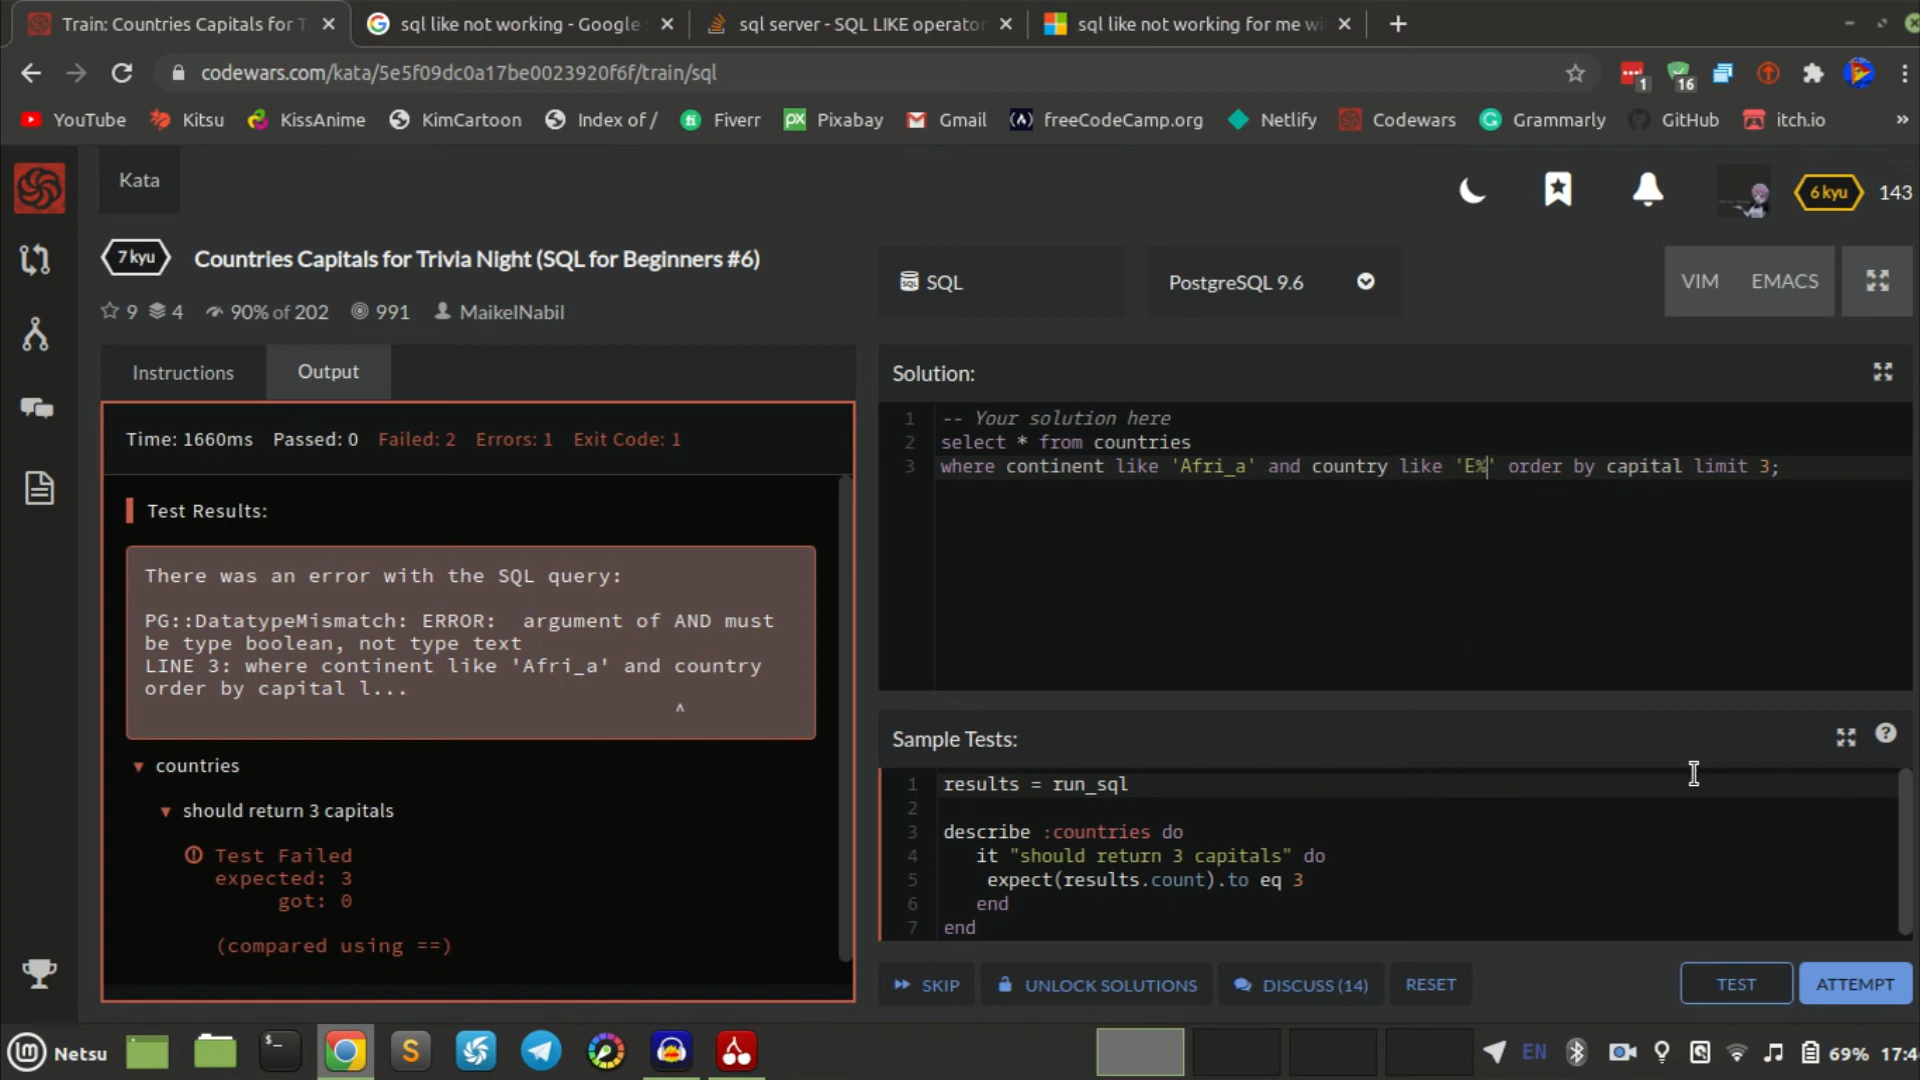 Train: Countries Capitals for T
sql like not working - Google S
sql server - SQL LIKE operator
sql like not working for me wi
codewars.com/kata/5e5f09dc0a17be0023920f6f/train/sql
1
16
YouTube
Kitsu
KissAnime
KimCartoon
Index of /
Fiverr
Pixabay
Gmail
freeCodeCamp.org
Netlify
Codewars
Grammarly
GitHub
itch.io
»
Kata
6 kyu
143
7 kyu
Countries Capitals for Trivia Night (SQL for Beginners #6)
9 4 90% of 202 991 MaikelNabil
SQL
PostgreSQL 9.6
VIM
EMACS
Instructions
Output
Time: 1660ms Passed: 0 Failed: 2 Errors: 1 Exit Code: 1
Test Results:
There was an error with the SQL query:
PG::DatatypeMismatch: ERROR:  argument of AND must
be type boolean, not type text
LINE 3: where continent like 'Afri_a' and country
order by capital l...
^
countries
should return 3 capitals
Test Failed
expected: 3
got: 0
(compared using ==)
Solution:
1 -- Your solution here
2 select * from countries
3 where continent like 'Afri_a' and country like 'E%' order by capital limit 3;
Sample Tests:
1 results = run_sql
2
3 describe :countries do
4 it "should return 3 capitals" do
5 expect(results.count).to eq 3
6 end
7 end
SKIP
UNLOCK SOLUTIONS
DISCUSS (14)
RESET
TEST
ATTEMPT
Netsu
EN
69%
17:4